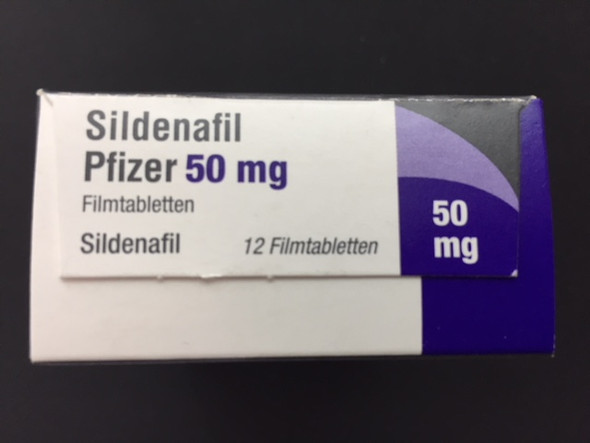 Sildenafil
Pfizer 50 mg
Filmtabletten
Sildenafil 12 Filmtabletten
50
mg